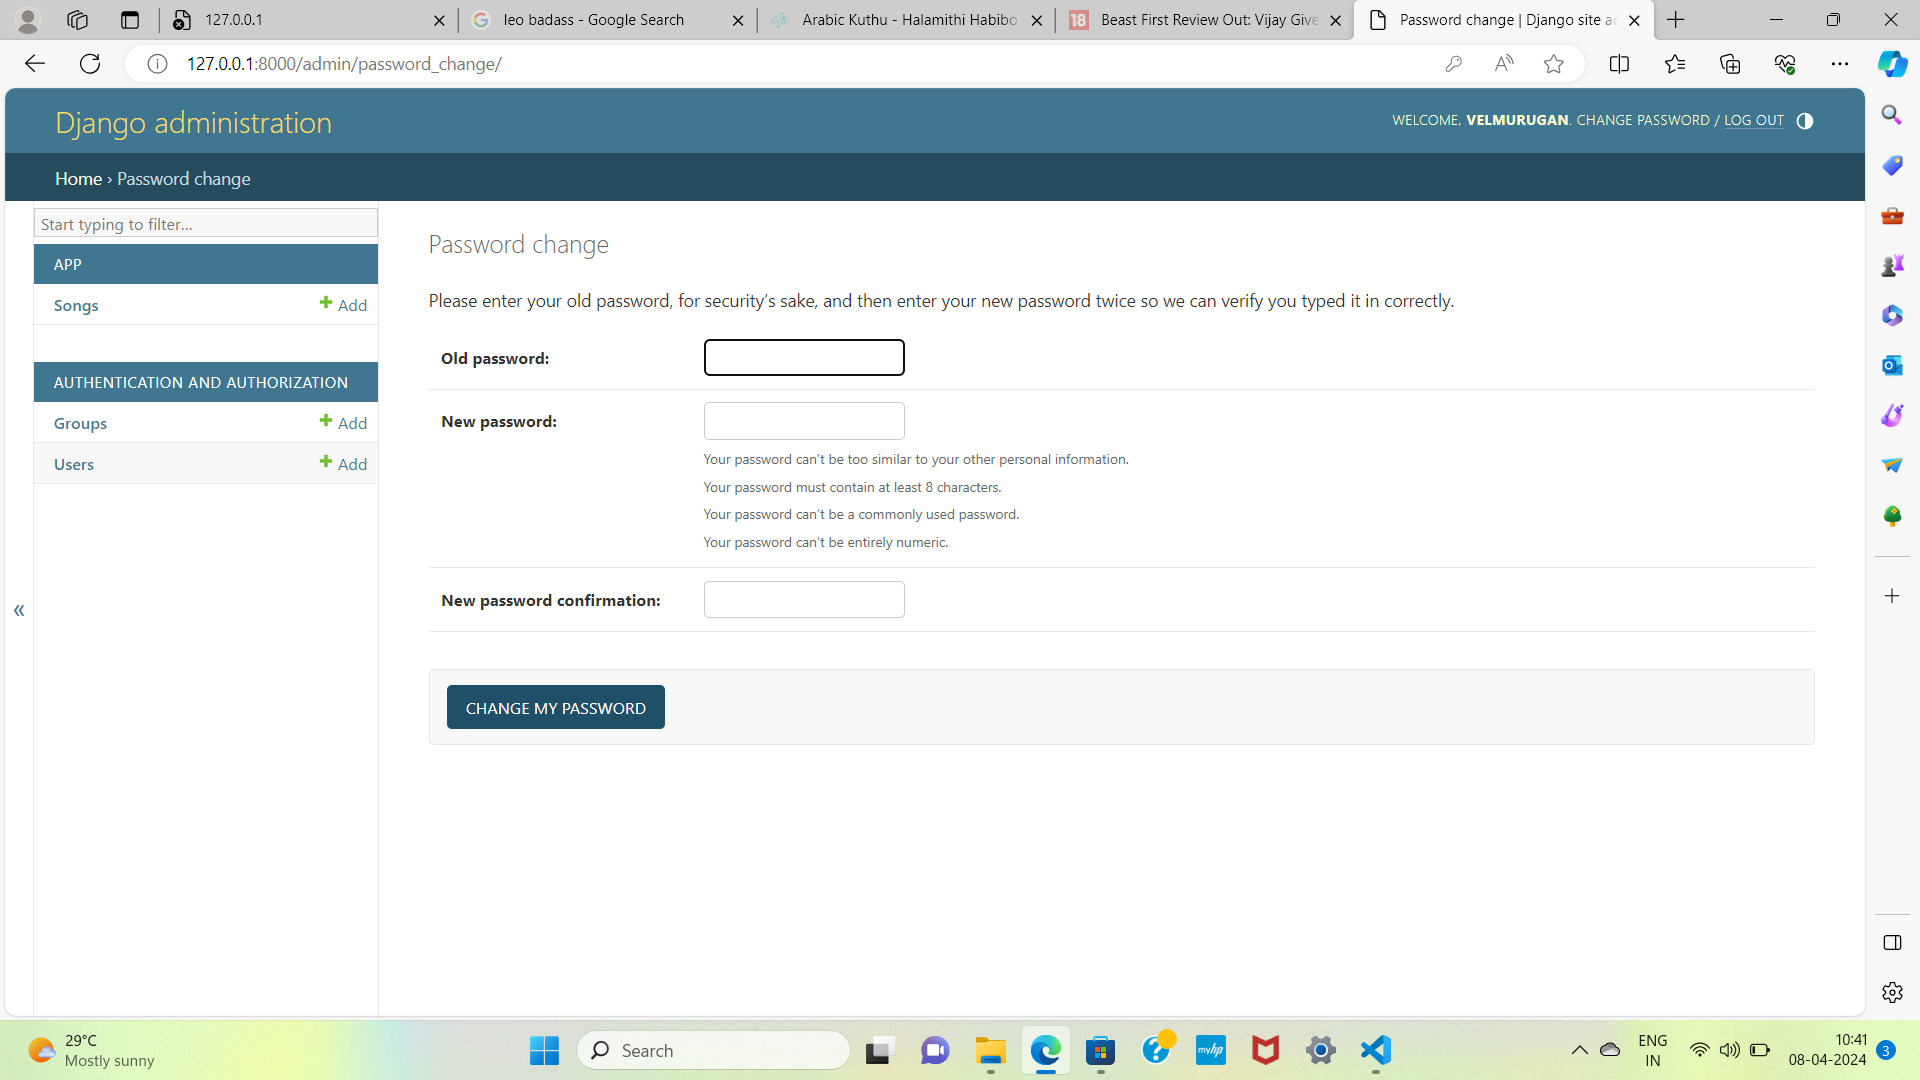 127.0.0.1
leo badass - Google Search
Arabic Kuthu - Halamithi Habibo
18
Beast First Review Out: Vijay Give
Password change | Django site ac
127.0.0.1:8000/admin/password_change/
Django administration
WELCOME, VELMURUGAN. CHANGE PASSWORD / LOG OUT
Home › Password change
Start typing to filter...
APP
Songs
Add
AUTHENTICATION AND AUTHORIZATION
Groups
Add
Users
Add
«
Password change
Please enter your old password, for security’s sake, and then enter your new password twice so we can verify you typed it in correctly.
Old password:
New password:
Your password can’t be too similar to your other personal information.
Your password must contain at least 8 characters.
Your password can’t be a commonly used password.
Your password can’t be entirely numeric.
New password confirmation:
CHANGE MY PASSWORD
29°C
Mostly sunny
Search
myhp
ENG
IN
10:41
08-04-2024
3